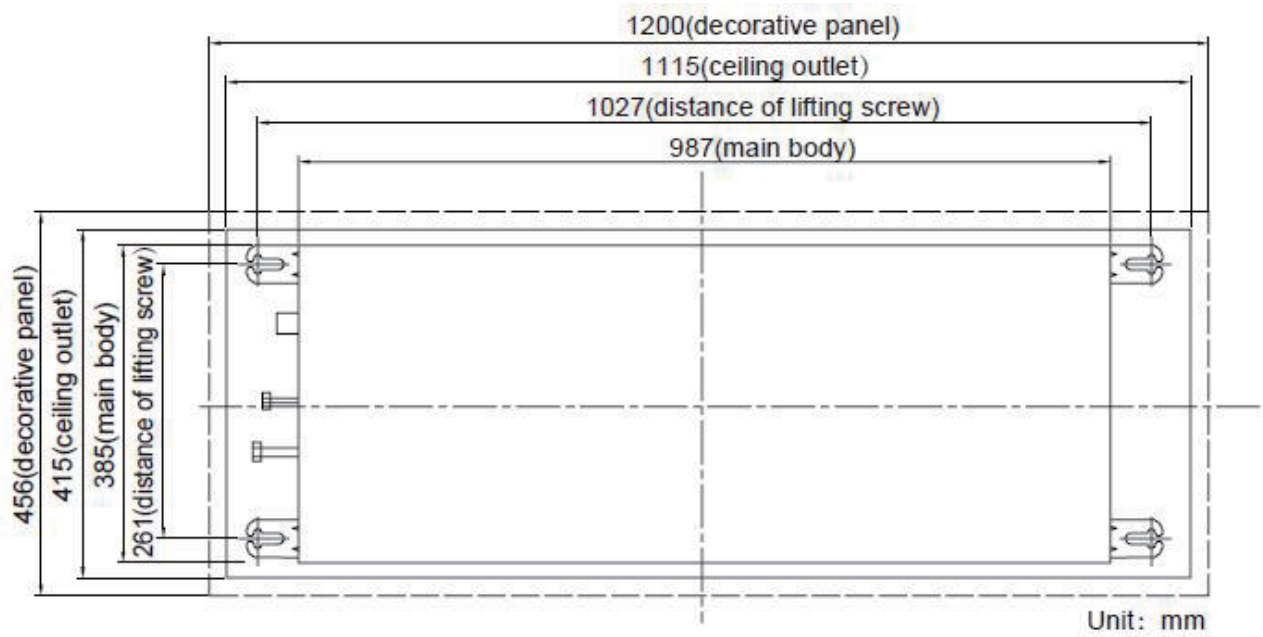 1200(decorative panel)
1115(ceiling outlet)
1027(distance of lifting screw)
987(main body)
456(decorative panel)
415(ceiling outlet)
385(main body)
261(distance of lifting screw)
Unit: mm